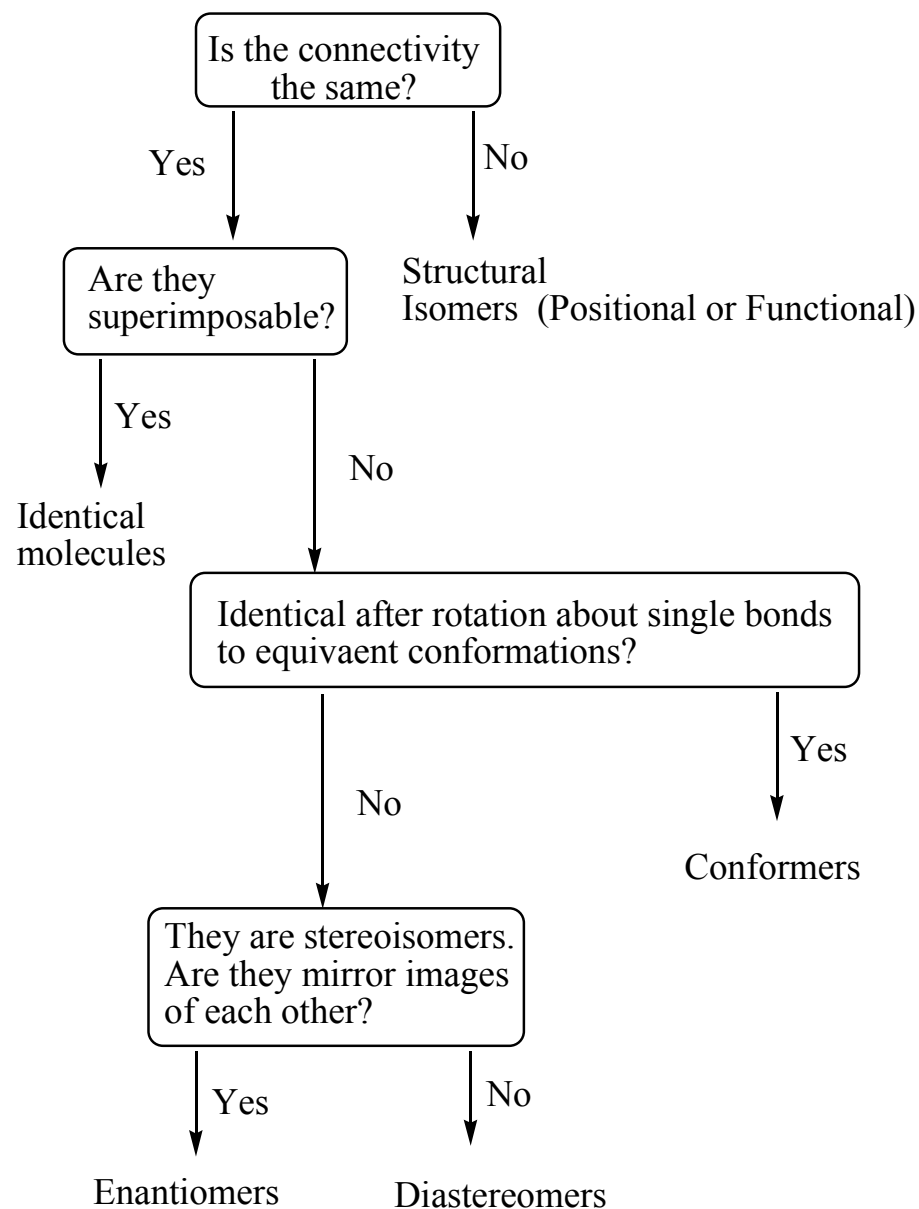 Is the connectivity
the same?
Yes
No
Are they
superimposable?
Structural
Isomers (Positional or Functional)
Yes
No
Identical
molecules
Identical after rotation about single bonds
to equivaent conformations?
Yes
No
Conformers
They are stereoisomers.
Are they mirror images
of each other?
Yes
No
Enantiomers
Diastereomers